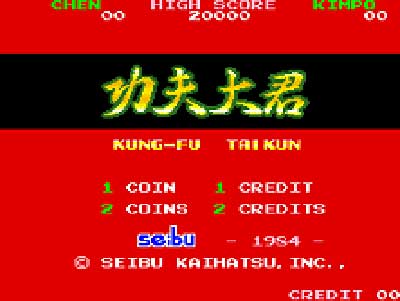 CHEN HIGH SCORE KIMPO
00 20000 00
功夫大君
KUNG-FU TAIKUN
1 COIN 1 CREDIT
2 COINS 2 CREDITS
seibu - 1984 -
© SEIBU KAIHATSU,INC.,
CREDIT 00